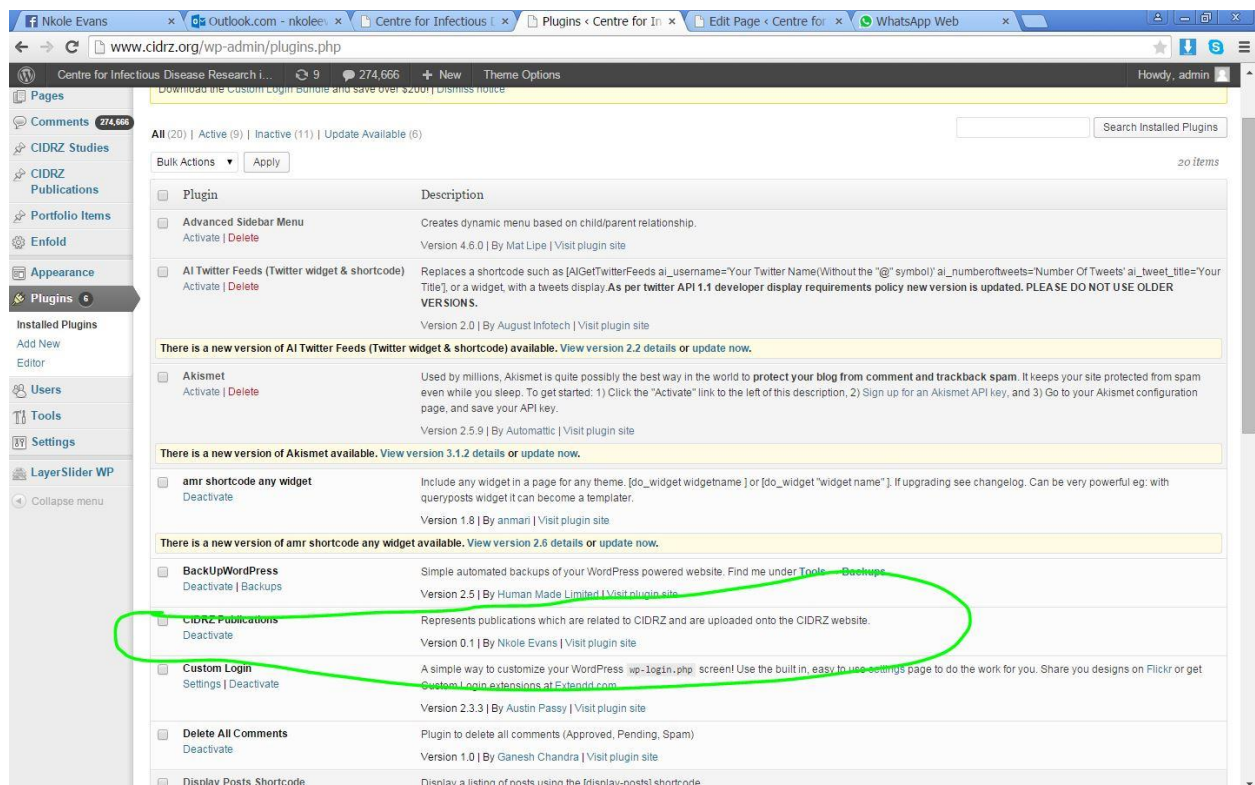 Nkole Evans
Outlook.com - nkoleev
Centre for Infectious
Plugins ‹ Centre for In
Edit Page ‹ Centre for
WhatsApp Web
www.cidrz.org/wp-admin/plugins.php
Centre for Infectious Disease Research i... 9 274,666 + New Theme Options Howdy, admin
Pages
Comments 274,666
CIDRZ Studies
CIDRZ
Publications
Portfolio Items
Enfold
Appearance
Plugins 6
Installed Plugins
Add New
Editor
Users
Tools
Settings
LayerSlider WP
Collapse menu
Download the Custom Login Bundle and save over $200! | Dismiss notice
All (20) | Active (9) | Inactive (11) | Update Available (6)
Search Installed Plugins
Bulk Actions Apply
20 items
Plugin Description
Advanced Sidebar Menu
Activate | Delete
Creates dynamic menu based on child/parent relationship.
Version 4.6.0 | By Mat Lipe | Visit plugin site
AI Twitter Feeds (Twitter widget & shortcode)
Activate | Delete
Replaces a shortcode such as [AIGetTwitterFeeds ai_username='Your Twitter Name(Without the "@" symbol)' ai_numberoftweets='Number Of Tweets' ai_tweet_title='Your
Title'], or a widget, with a tweets display.As per twitter API 1.1 developer display requirements policy new version is updated. PLEASE DO NOT USE OLDER
VERSIONS.
Version 2.0 | By August Infotech | Visit plugin site
There is a new version of AI Twitter Feeds (Twitter widget & shortcode) available. View version 2.2 details or update now.
Akismet
Activate | Delete
Used by millions, Akismet is quite possibly the best way in the world to protect your blog from comment and trackback spam. It keeps your site protected from spam
even while you sleep. To get started: 1) Click the "Activate" link to the left of this description, 2) Sign up for an Akismet API key, and 3) Go to your Akismet configuration
page, and save your API key.
Version 2.5.9 | By Automattic | Visit plugin site
There is a new version of Akismet available. View version 3.1.2 details or update now.
amr shortcode any widget
Deactivate
Include any widget in a page for any theme. [do_widget widgetname ] or [do_widget "widget name" ]. If upgrading see changelog. Can be very powerful eg: with
queryposts widget it can become a templater.
Version 1.8 | By anmari | Visit plugin site
There is a new version of amr shortcode any widget available. View version 2.6 details or update now.
BackUpWordPress
Deactivate | Backups
Simple automated backups of your WordPress powered website. Find me under Tools Backups.
Version 2.5 | By Human Made Limited | Visit plugin site
CIDRZ Publications
Deactivate
Represents publications which are related to CIDRZ and are uploaded onto the CIDRZ website.
Version 0.1 | By Nkole Evans | Visit plugin site
Custom Login
Settings | Deactivate
A simple way to customize your WordPress wp-login.php screen! Use the built in, easy to use settings page to do the work for you. Share you designs on Flickr or get
Custom Login extensions at Extendd.com
Version 2.3.3 | By Austin Passy | Visit plugin site
Delete All Comments
Deactivate
Plugin to delete all comments (Approved, Pending, Spam)
Version 1.0 | By Ganesh Chandra | Visit plugin site
Display Posts Shortcode
Display a listing of posts using the [display-posts] shortcode